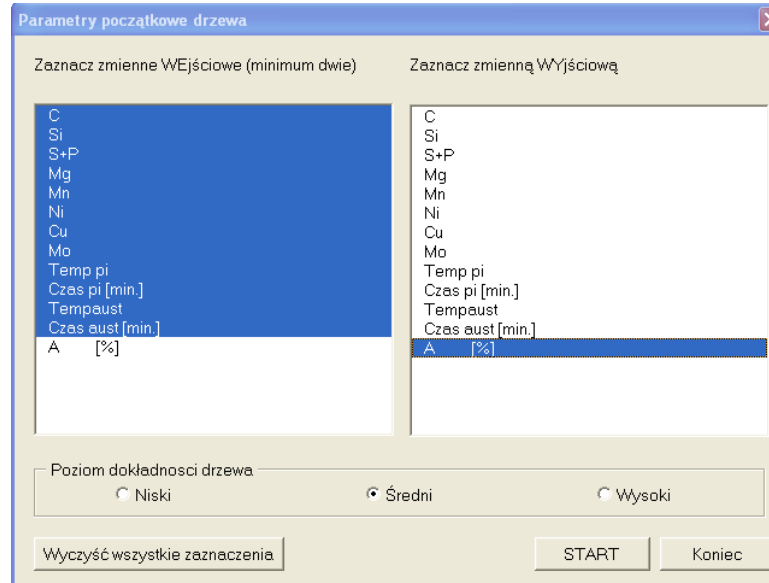 Parametry początkowe drzewa
Zaznacz zmienne WEjściowe (minimum dwie)
Zaznacz zmienną WYjściową
C
Si
S+P
Mg
Mn
Ni
Cu
Mo
Temp pi
Czas pi [min.]
Tempaust
Czas aust [min.]
A [%]
C
Si
S+P
Mg
Mn
Ni
Cu
Mo
Temp pi
Czas pi [min.]
Tempaust
Czas aust [min.]
A [%]
Poziom dokładnosci drzewa
Niski
Średni
Wysoki
Wyczyść wszystkie zaznaczenia
START
Koniec